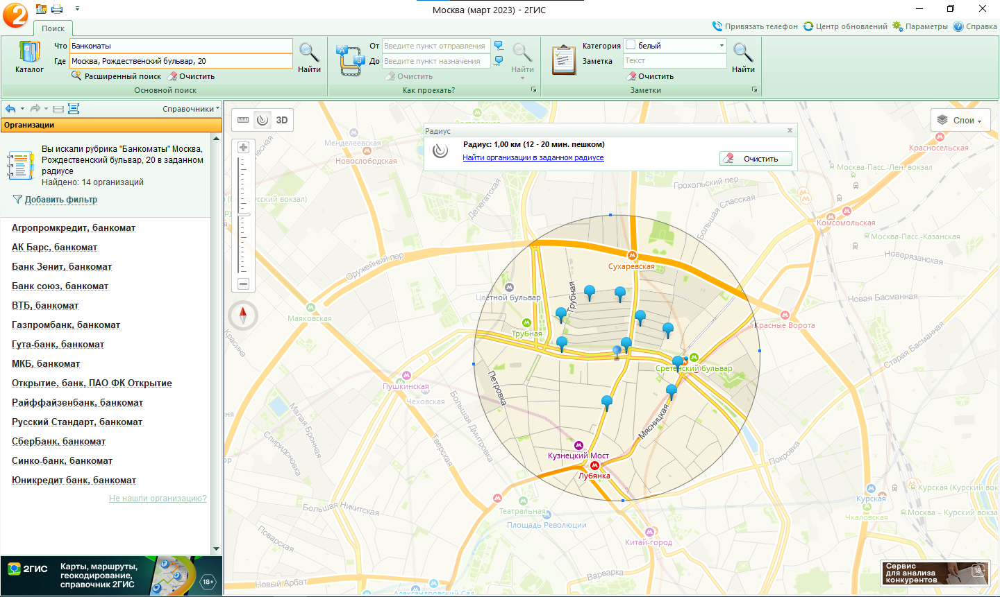 Москва (март 2023) - 2ГИС
Поиск
Привязать телефон
Центр обновлений
Параметры
Справка
Каталог
Что
Банкоматы
Где
Москва, Рождественский бульвар, 20
Расширенный поиск
Очистить
Найти
Основной поиск
От
Введите пункт отправления
До
Введите пункт назначения
Очистить
Найти
Как проехать?
Категория
белый
Заметка
Текст
Очистить
Найти
Заметки
Справочники
Организации
Вы искали рубрика "Банкоматы" Москва,
Рождественский бульвар, 20 в заданном
радиусе
Найдено: 14 организаций
Добавить фильтр
Агропромкредит, банкомат
АК Барс, банкомат
Банк Зенит, банкомат
Банк союз, банкомат
ВТБ, банкомат
Газпромбанк, банкомат
Гута-банк, банкомат
МКБ, банкомат
Открытие, банк, ПАО ФК Открытие
Райффайзенбанк, банкомат
Русский Стандарт, банкомат
СберБанк, банкомат
Синко-банк, банкомат
Юникредит банк, банкомат
Не нашли организацию?
2ГИС
Карты, маршруты,
геокодирование,
справочник 2ГИС
18+
3D
Слои
Радиус
Радиус: 1,00 км (12 - 20 мин. пешком)
Найти организации в заданном радиусе
Очистить
Менделеевская
Новослободская
Делегатская
Красносельская
Москва-Пасс.-Лен. вокзал
Грохольский пер
Большая Спасская
Комсомольская
Москва-Пасс.-Казанская
Новорязанская
Оружейный пер
Сухаревская
Цветной бульвар
Трубная
Новая Басманная
Маяковская
Красные Ворота
Трубная
Красина
Старая Басманная
Сретенский бульвар
Пушкинская
Чеховская
Петровка
Большая Дмитровка
Малая Бронная
Спиридоновка
Тверская
Мясницкая
Кузнецкий Мост
Лубянка
Покровка
Большая Никитская
Театральная
Площадь Революции
Курская
Курская (Курский вок
Чкаловская
Москва – Курский вокза
Китай-город
Новый Арбат
Варварка
Александровский Сад
Сервис
для анализа
конкурентов
18+